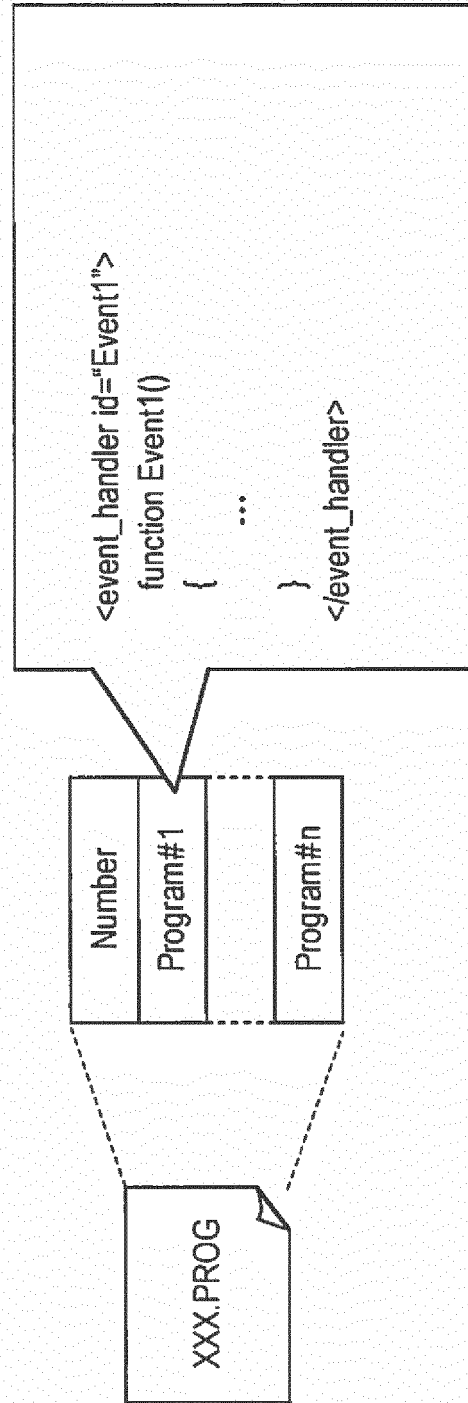 XXX.PROG
Number
Program#1
Program#n
<event_handler id="Event1">
function Event1()
{
...
}
</event_handler>